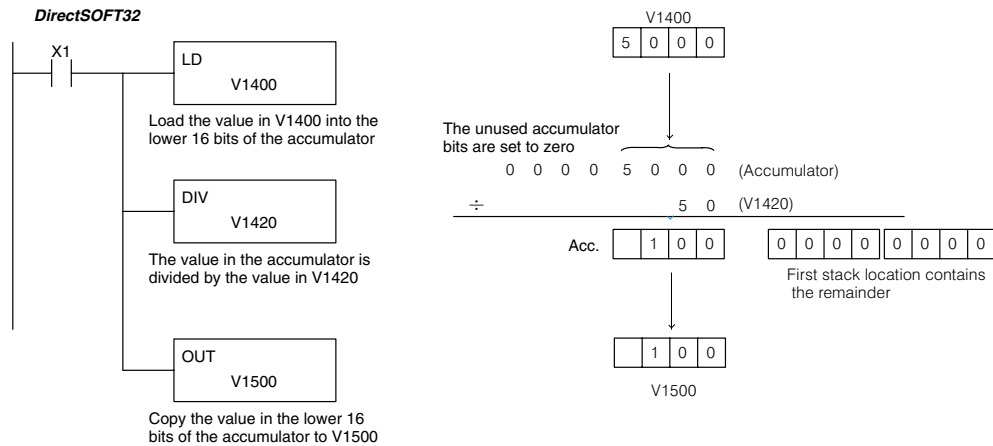 DirectSOFT32
X1
LD
V1400
Load the value in V1400 into the
lower 16 bits of the accumulator
DIV
V1420
The value in the accumulator is
divided by the value in V1420
OUT
V1500
Copy the value in the lower 16
bits of the accumulator to V1500
V1400
5 0 0 0
The unused accumulator
bits are set to zero
0 0 0 0 5 0 0 0 (Accumulator)
÷ 5 0 (V1420)
Acc. 1 0 0 0 0 0 0 0 0 0 0
First stack location contains
the remainder
1 0 0
V1500